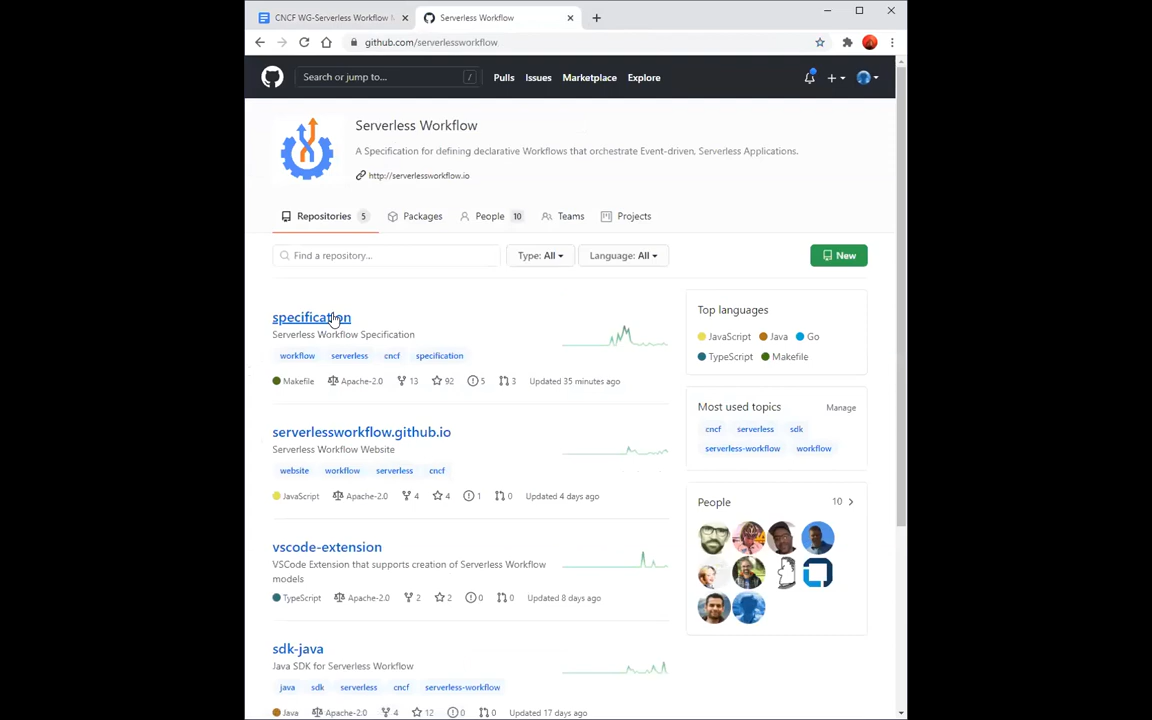 CNCF WG-Serverless Workflow
Serverless Workflow
github.com/serverlessworkflow
Search or jump to...
/
Pulls
Issues
Marketplace
Explore
Serverless Workflow
A Specification for defining declarative Workflows that orchestrate Event-driven, Serverless Applications.
http://serverlessworkflow.io
Repositories 5
Packages
People 10
Teams
Projects
Find a repository...
Type: All
Language: All
New
specification
Serverless Workflow Specification
workflow serverless cncf specification
Makefile Apache-2.0 13 92 5 3 Updated 35 minutes ago
serverlessworkflow.github.io
Serverless Workflow Website
website workflow serverless cncf
JavaScript Apache-2.0 4 4 1 0 Updated 4 days ago
vscode-extension
VSCode Extension that supports creation of Serverless Workflow
models
TypeScript Apache-2.0 2 2 0 0 Updated 8 days ago
sdk-java
Java SDK for Serverless Workflow
java sdk serverless cncf serverless-workflow
Java Apache-2.0 4 12 0 0 Updated 17 days ago
Top languages
JavaScript Java Go
TypeScript Makefile
Most used topics
Manage
cncf serverless sdk
serverless-workflow workflow
People
10